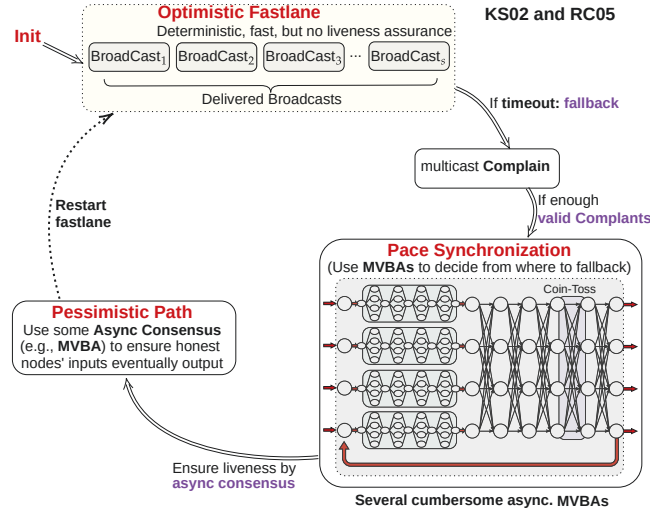 Optimistic Fastlane
KS02 and RC05
Deterministic, fast, but no liveness assurance
Init
BroadCast₁ BroadCast₂ BroadCast₃ ··· BroadCastₛ
Delivered Broadcasts
If timeout: fallback
multicast Complain
If enough
valid Complants
Restart
fastlane
Pace Synchronization
(Use MVBAs to decide from where to fallback)
Coin-Toss
Pessimistic Path
Use some Async Consensus
(e.g., MVBA) to ensure honest
nodes' inputs eventually output
Ensure liveness by
async consensus
Several cumbersome async. MVBAs